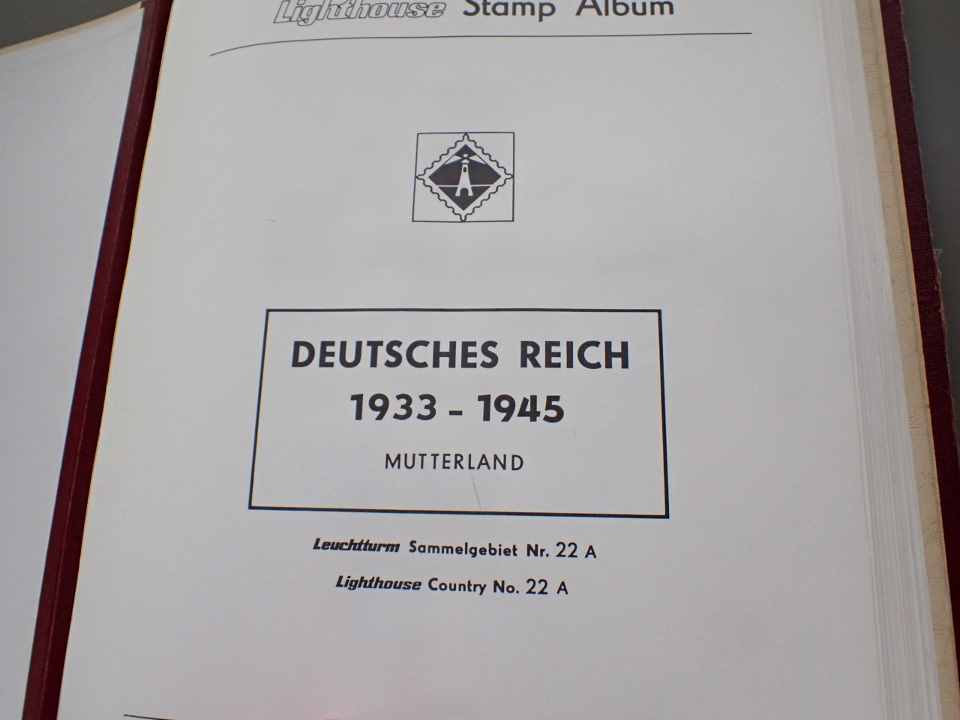 Lighthouse Stamp Album
DEUTSCHES REICH
1933 - 1945
MUTTERLAND
Leuchtturm Sammelgebiet Nr. 22 A
Lighthouse Country No. 22 A